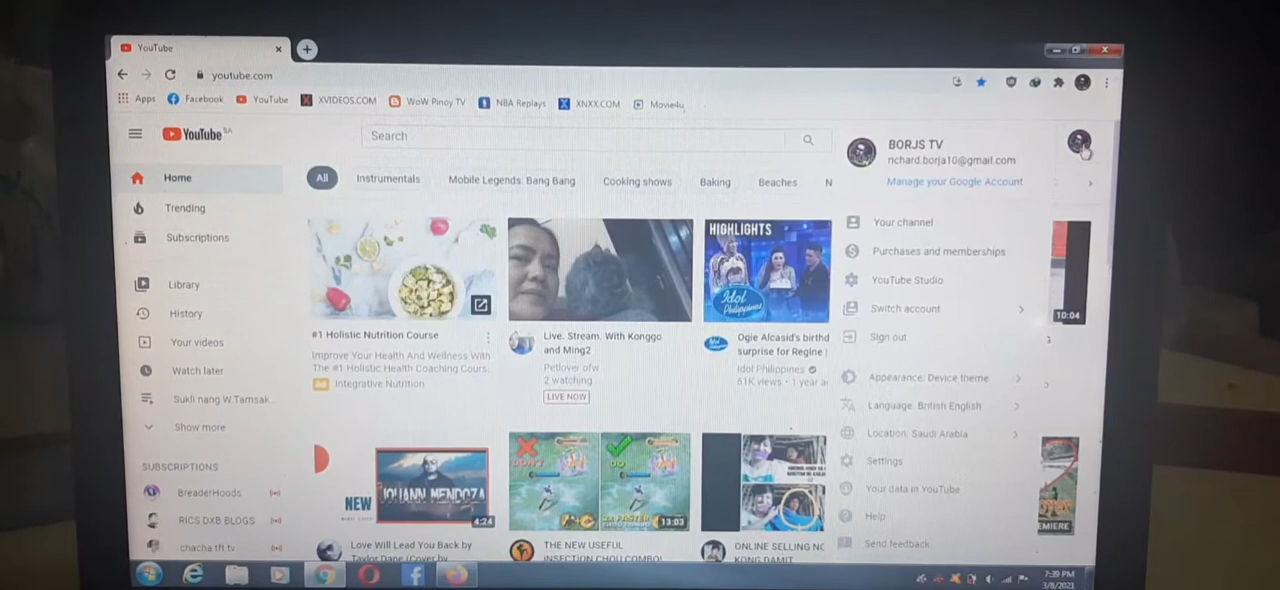 YouTube
youtube.com
Apps Facebook YouTube XVIDEOS.COM WoW Pinoy TV NBA Replays XNXX.COM Movie4u
YouTube SA
Search
BORJS TV
richard.borja10@gmail.com
Manage your Google Account
Home
Trending
Subscriptions
Library
History
Your videos
Watch later
Sukli nang W.Tamsak...
Show more
SUBSCRIPTIONS
BreaderHoods
RICS DXB BLOGS
chacha tft tv
All Instrumentals Mobile Legends: Bang Bang Cooking shows Baking Beaches N
HIGHLIGHTS
Idol
Philippines
10:04
#1 Holistic Nutrition Course
Improve Your Health And Wellness With
The #1 Holistic Health Coaching Cours...
Ad Integrative Nutrition
Live. Stream. With Konggo
and Ming2
Petlover ofw
2 watching
LIVE NOW
Ogie Alcasid's birthd
surprise for Regine |
Idol Philippines
61K views • 1 year a
Your channel
Purchases and memberships
YouTube Studio
Switch account
Sign out
Appearance: Device theme
Language: British English
Location: Saudi Arabia
Settings
Your data in YouTube
Help
Send feedback
NEW
JOHANN MENDOZA
4:24
DON'T
DO
13:03
EMIERE
Love Will Lead You Back by
Taylor Dane (Cover by
THE NEW USEFUL
INSECTION CHOU COMBO!
ONLINE SELLING NG
KONG DAMIT
7:39 PM
3/8/2021